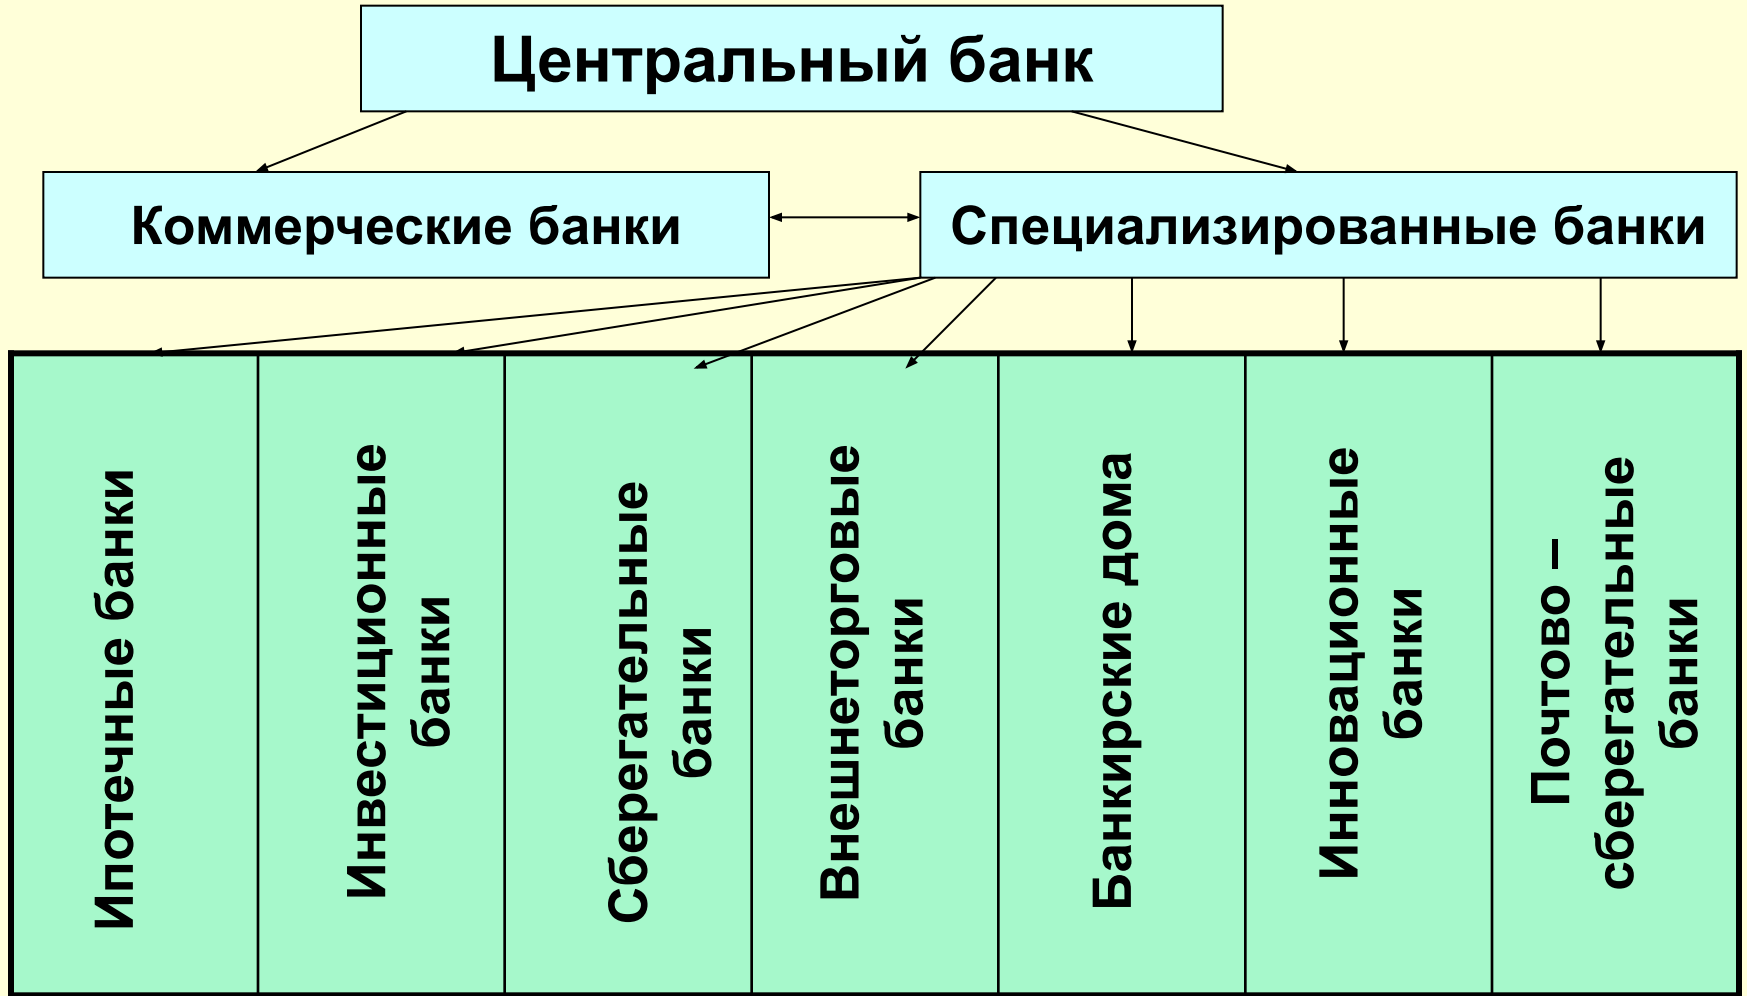 Центральный банк
Коммерческие банки
Специализированные банки
Ипотечные банки
Инвестиционные
банки
Сберегательные
банки
Внешнеторговые
банки
Банкирские дома
Инновационные
банки
Почтово –
сберегательные
банки